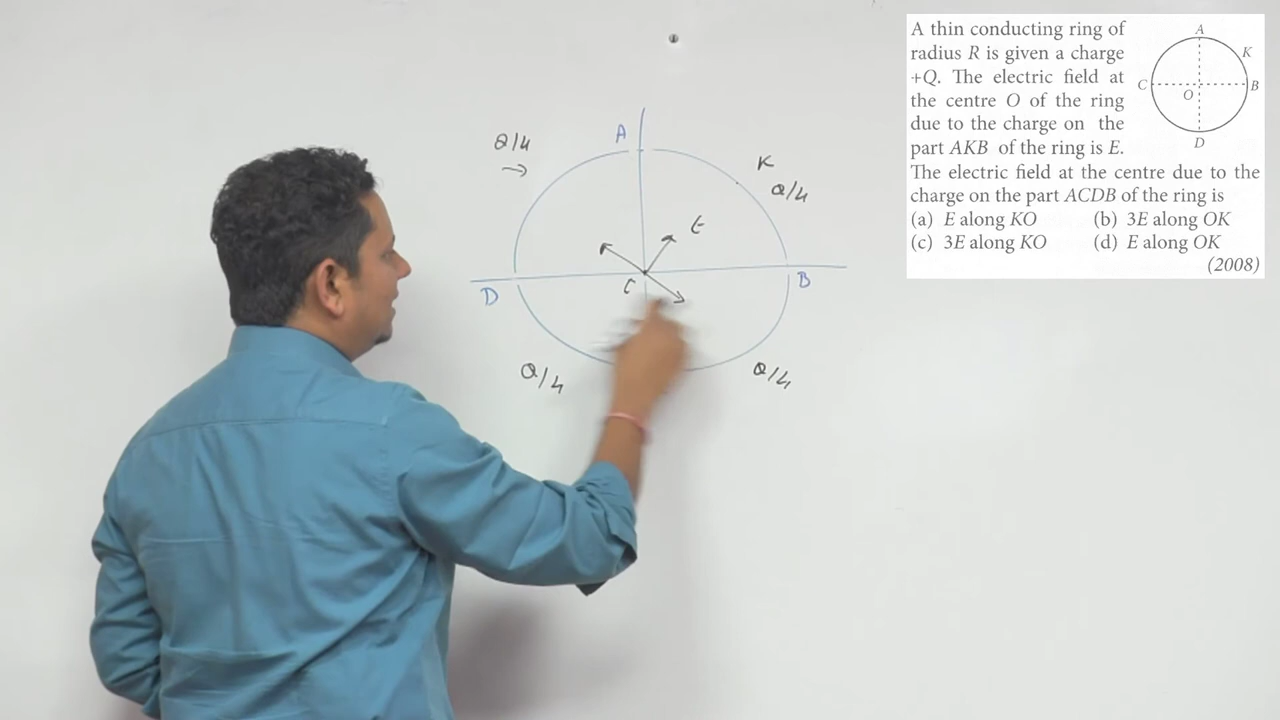 A thin conducting ring of
radius R is given a charge
+Q. The electric field at
the centre O of the ring
due to the charge on the
part AKB of the ring is E.
The electric field at the centre due to the
charge on the part ACDB of the ring is
(a) E along KO (b) 3E along OK
(c) 3E along KO (d) E along OK
(2008)
A
K
C
O
B
D
Q/4
A
K
Q/4
E
C
D
B
Q/4
Q/4